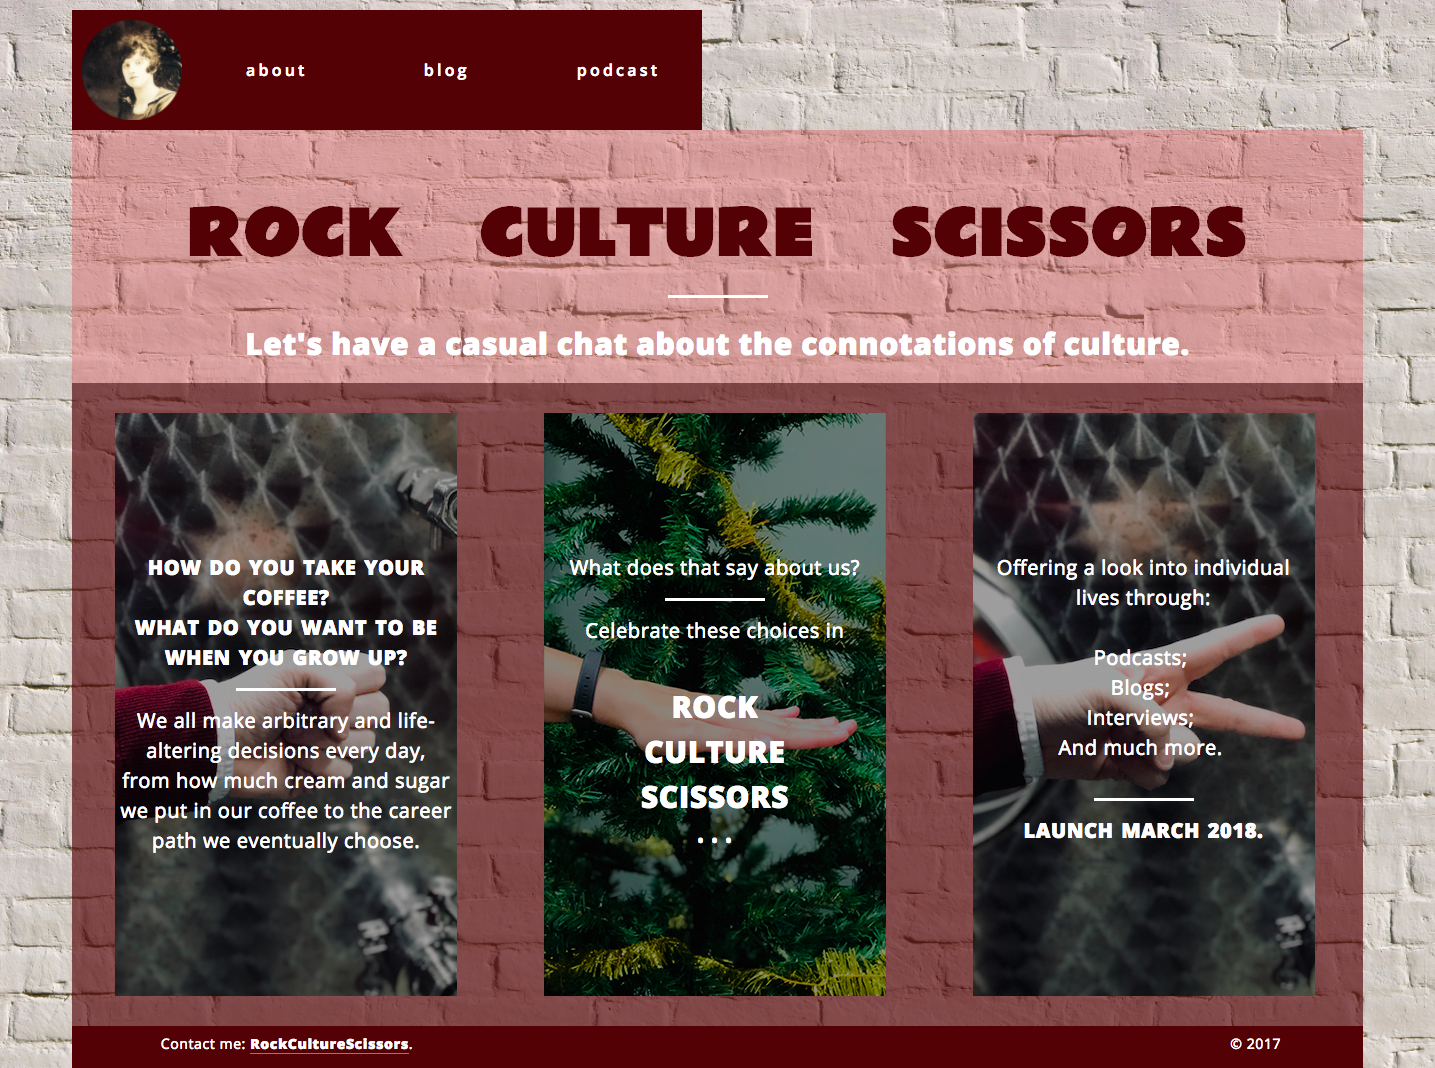 about blog podcast
ROCK CULTURE SCISSORS
Let's have a casual chat about the connotations of culture.
HOW DO YOU TAKE YOUR
COFFEE?
WHAT DO YOU WANT TO BE
WHEN YOU GROW UP?
We all make arbitrary and life-
altering decisions every day,
from how much cream and sugar
we put in our coffee to the career
path we eventually choose.
What does that say about us?
Celebrate these choices in
ROCK
CULTURE
SCISSORS
...
Offering a look into individual
lives through:
Podcasts;
Blogs;
Interviews;
And much more.
LAUNCH MARCH 2018.
Contact me: RockCultureScissors.
© 2017